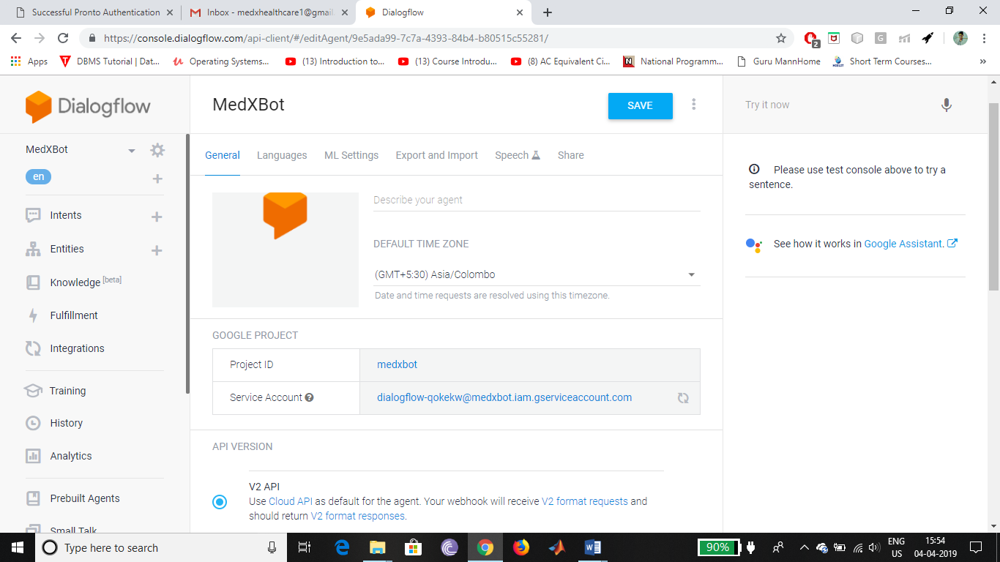 Successful Pronto Authentication
Inbox - medxhealthcare1@gmail.
Dialogflow
https://console.dialogflow.com/api-client/#/editAgent/9e5ada99-7c7a-4393-84b4-b80515c55281/
2
G
Apps
DBMS Tutorial | Dat...
Operating Systems...
(13) Introduction to...
(13) Course Introdu...
(8) AC Equivalent Ci...
National Programm...
Guru MannHome
Short Term Courses...
Dialogflow
MedXBot
SAVE
Try it now
MedXBot
en
Intents
Entities
Knowledge [beta]
Fulfillment
Integrations
Training
History
Analytics
Prebuilt Agents
Small Talk
General
Languages
ML Settings
Export and Import
Speech
Share
Describe your agent
DEFAULT TIME ZONE
(GMT+5:30) Asia/Colombo
Date and time requests are resolved using this timezone.
GOOGLE PROJECT
Project ID
medxbot
Service Account
dialogflow-qokekw@medxbot.iam.gserviceaccount.com
API VERSION
V2 API
Use Cloud API as default for the agent. Your webhook will receive V2 format requests and
should return V2 format responses.
Please use test console above to try a
sentence.
See how it works in Google Assistant.
Type here to search
90%
ENG
US
15:54
04-04-2019